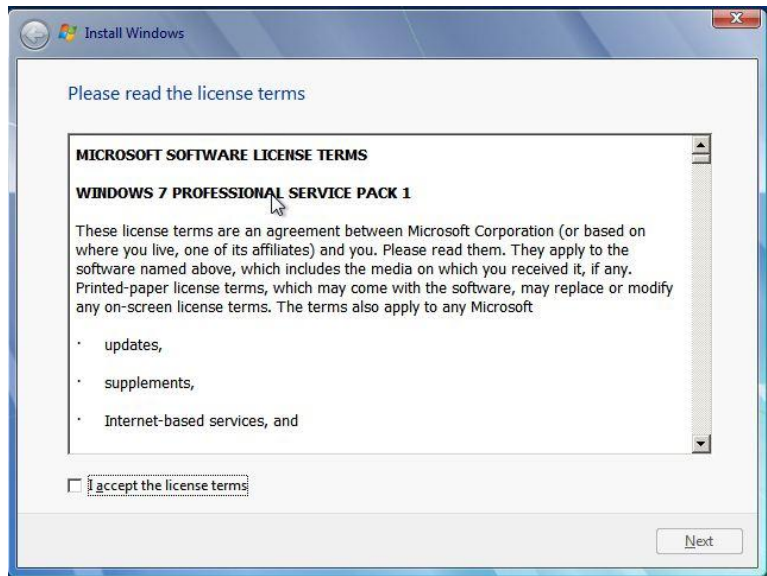 Install Windows
Please read the license terms
MICROSOFT SOFTWARE LICENSE TERMS
WINDOWS 7 PROFESSIONAL SERVICE PACK 1
These license terms are an agreement between Microsoft Corporation (or based on
where you live, one of its affiliates) and you. Please read them. They apply to the
software named above, which includes the media on which you received it, if any.
Printed-paper license terms, which may come with the software, may replace or modify
any on-screen license terms. The terms also apply to any Microsoft
· updates,
· supplements,
· Internet-based services, and
I accept the license terms
Next